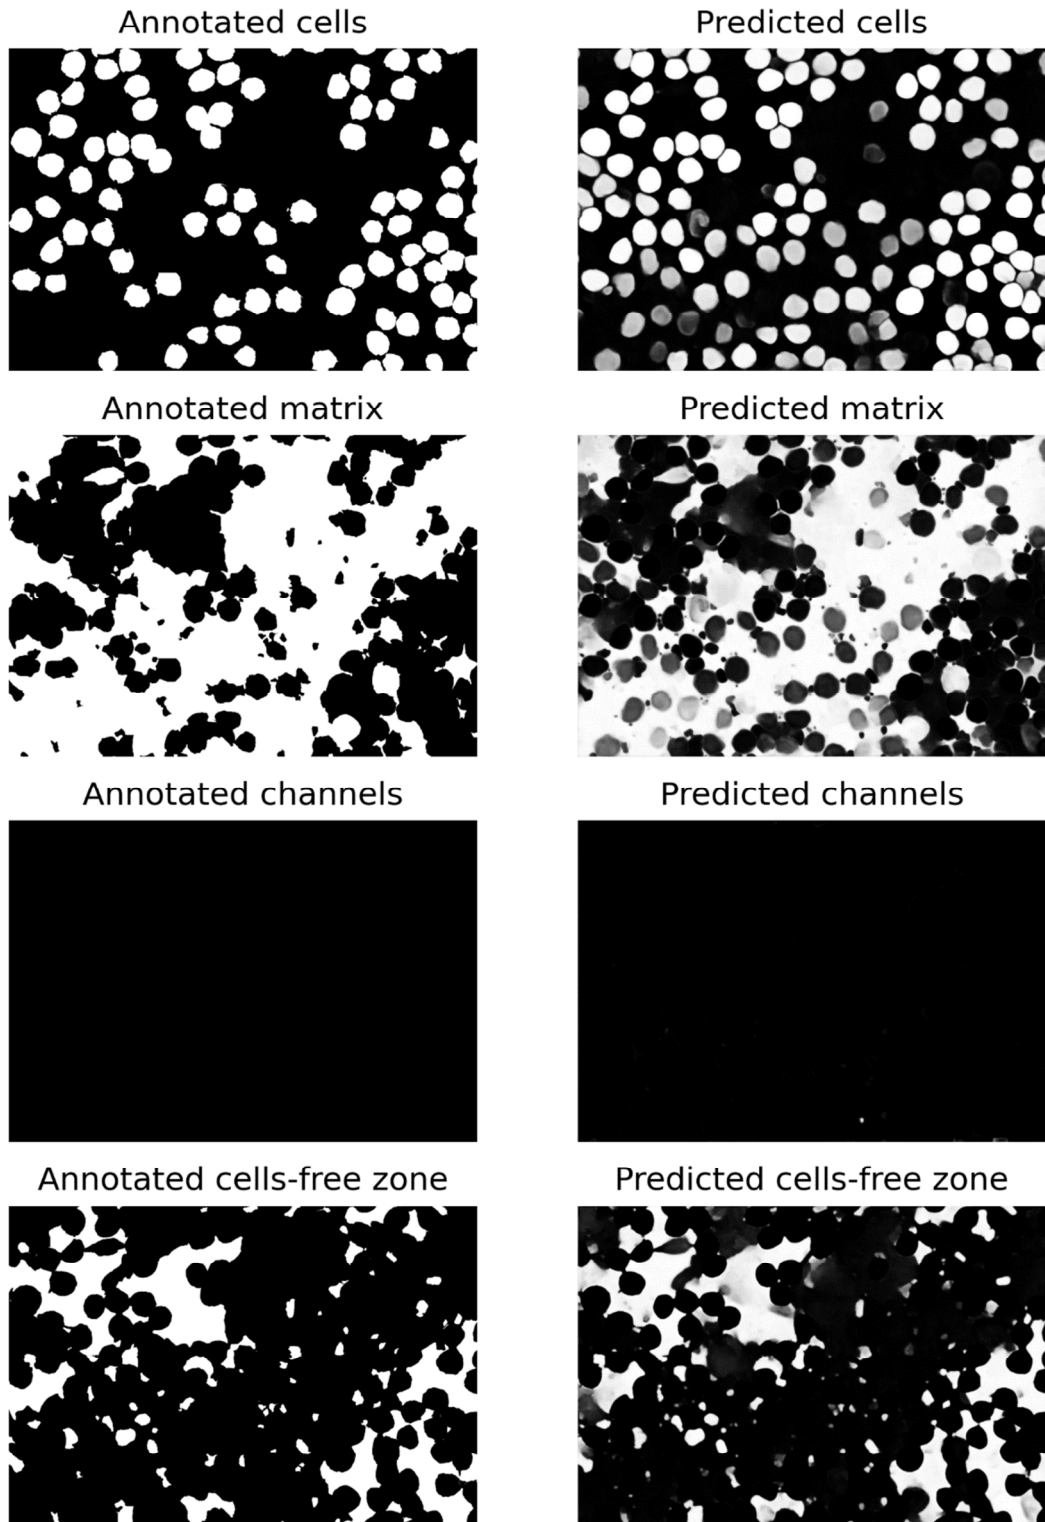 Annotated cells
Predicted cells
Annotated matrix
Predicted matrix
Annotated channels
Predicted channels
Annotated cells-free zone
Predicted cells-free zone